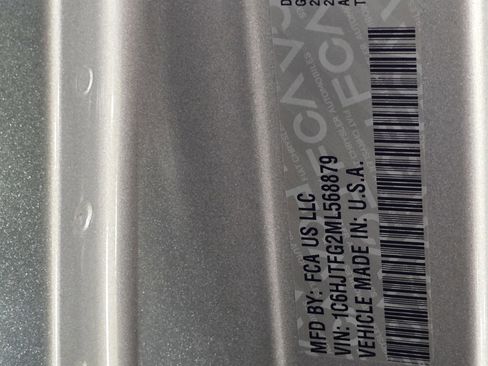 MFD BY: FCA US LLC
VIN: 1C6HJTFG2ML568879
VEHICLE MADE IN: U.S.A.